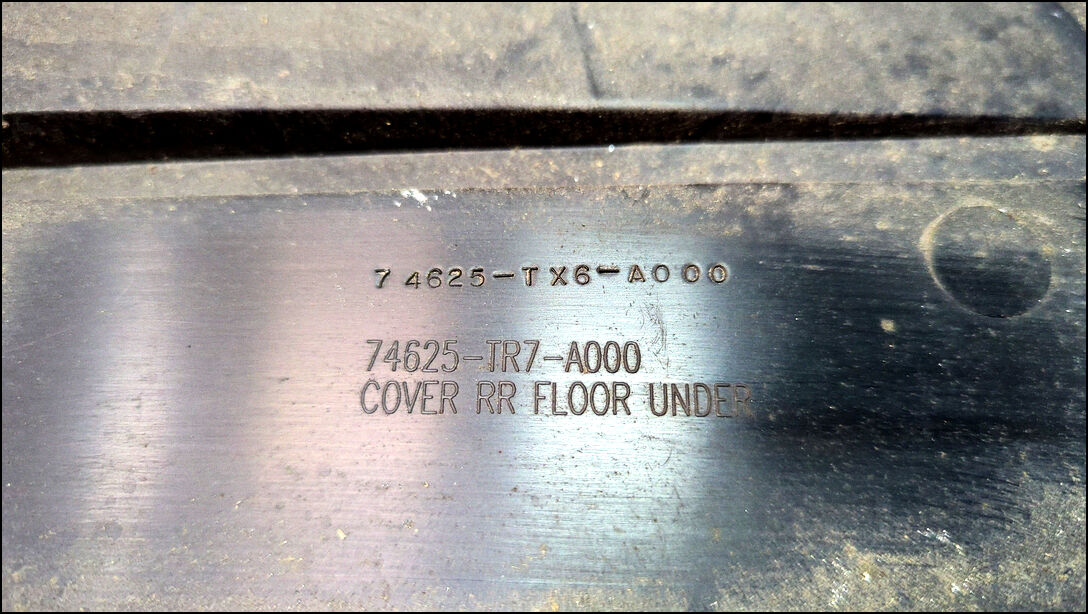 74625-TX6-A000
74625-TR7-A000
COVER RR FLOOR UNDER